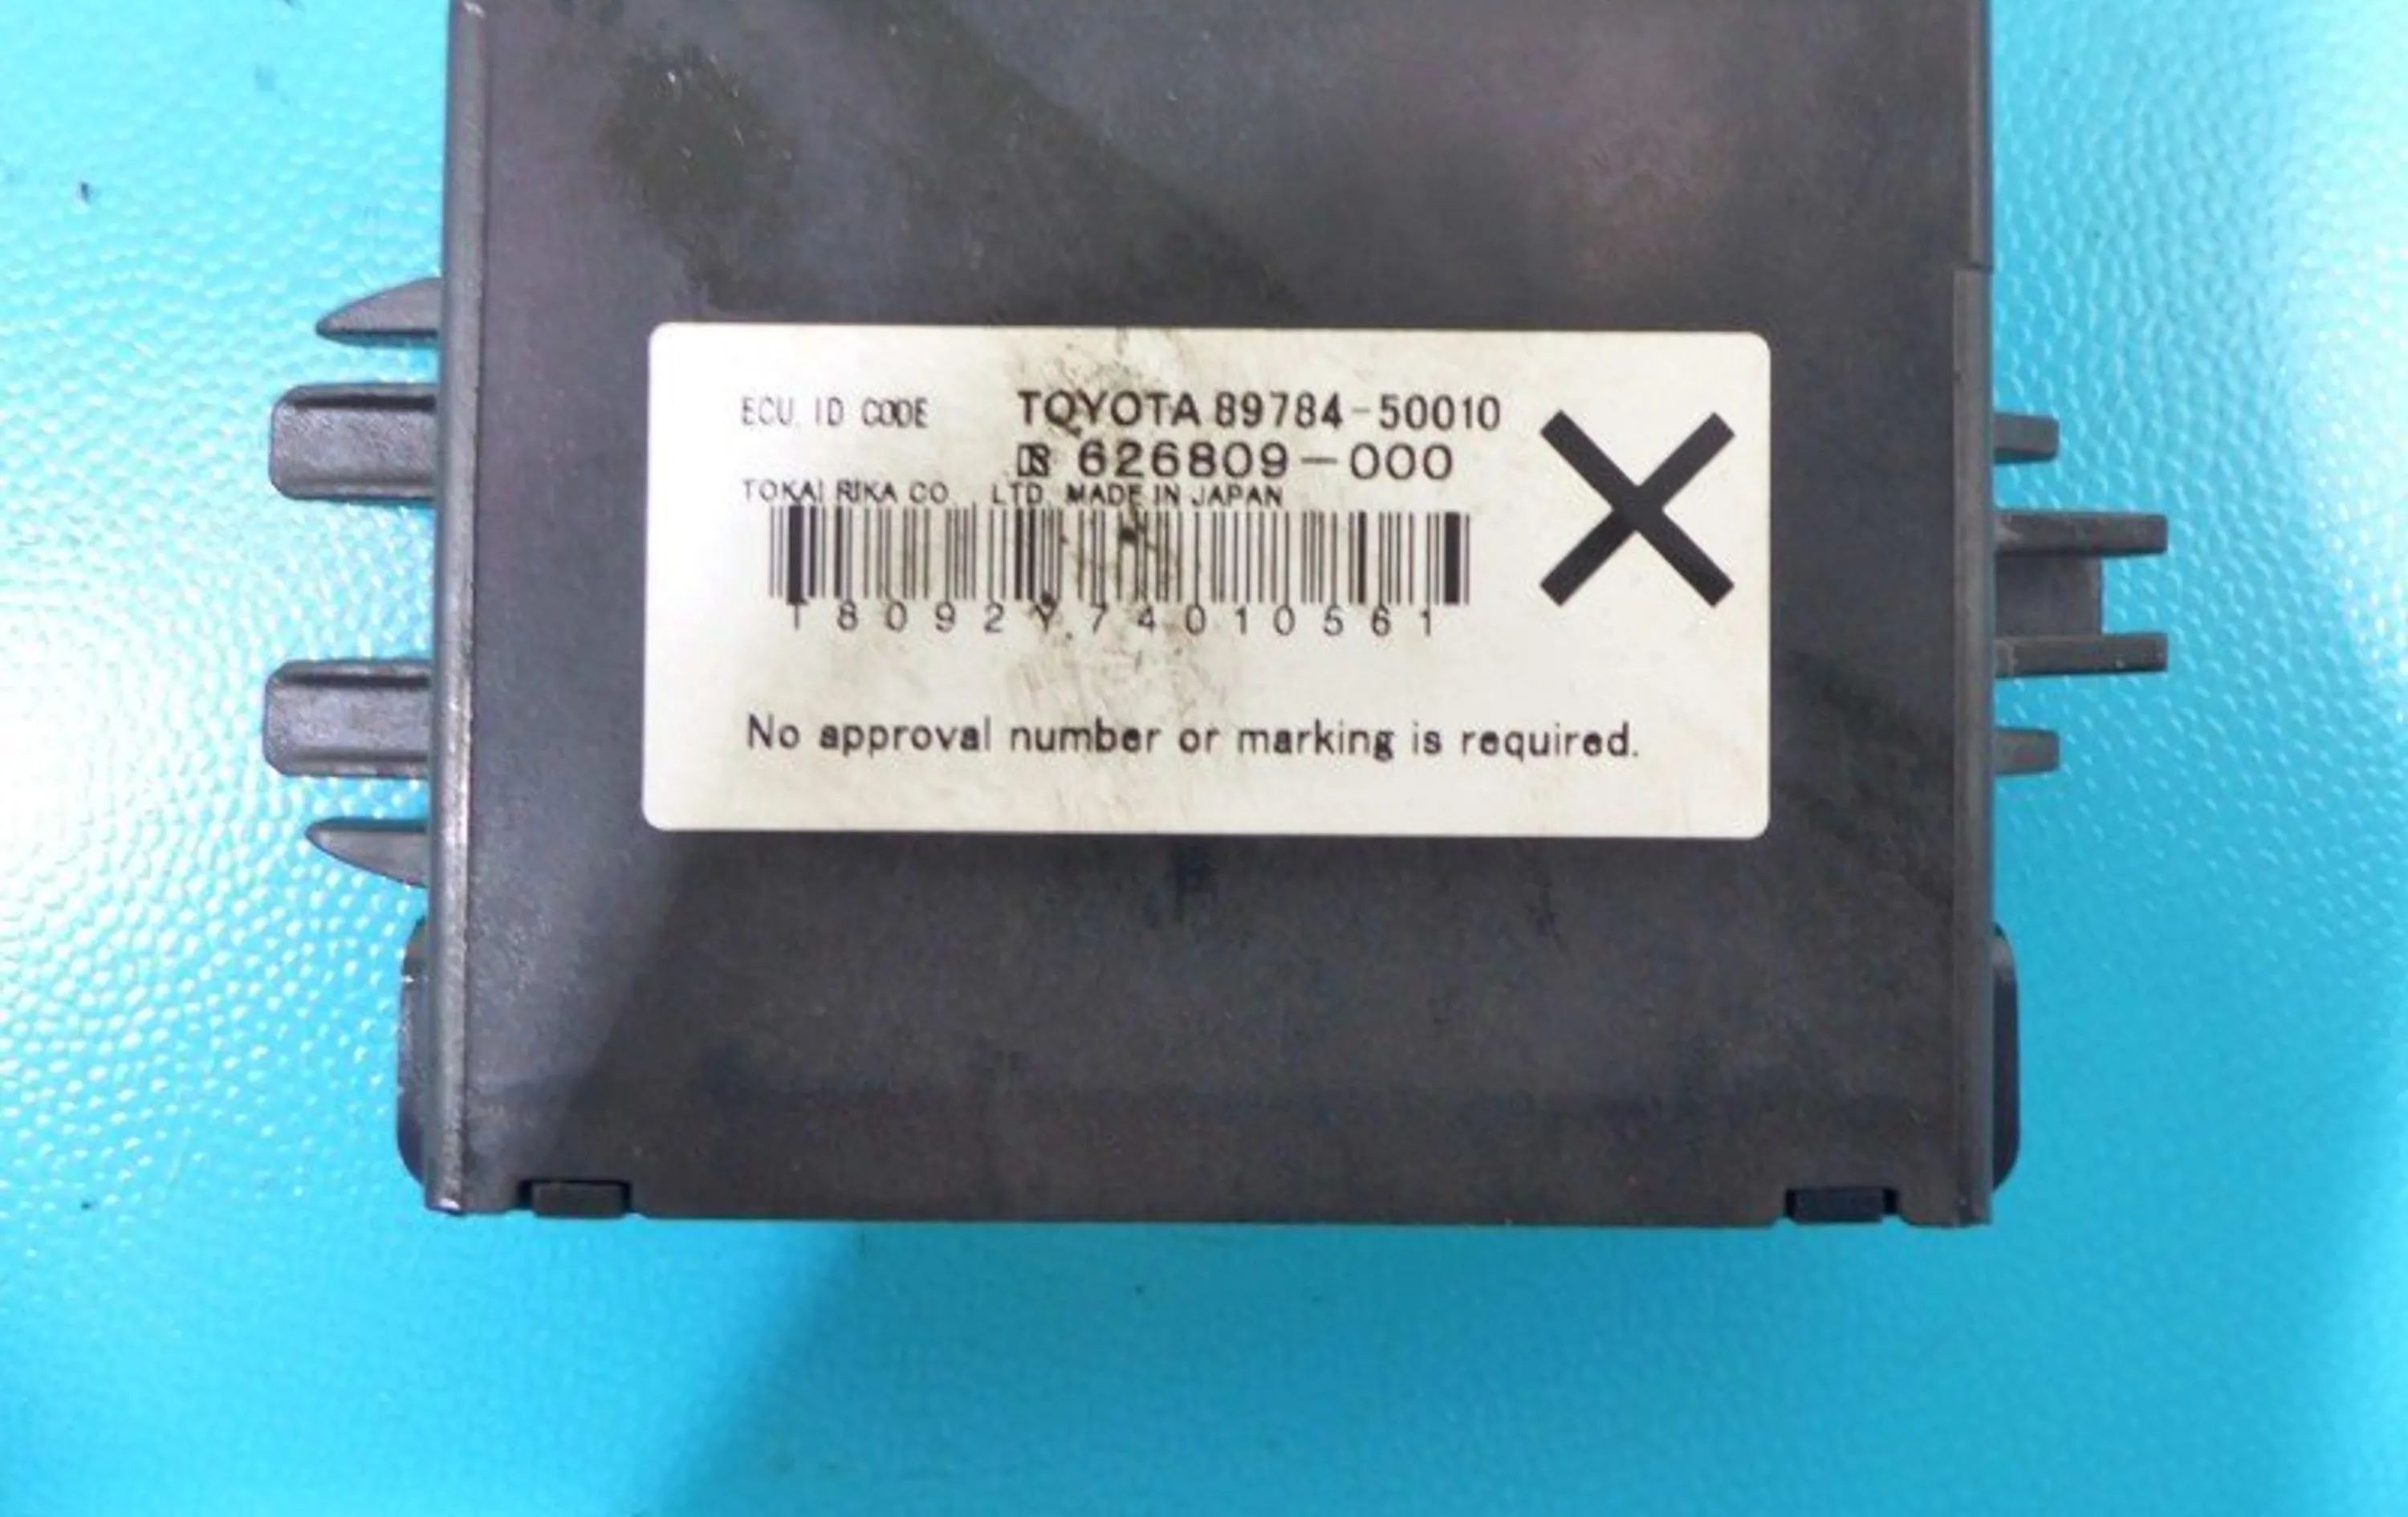 ECU. ID CODE TOYOTA 89784-50010
626809-000
TOKAI RIKA CO., LTD. MADE IN JAPAN
T8092Y74010561
No approval number or marking is required.